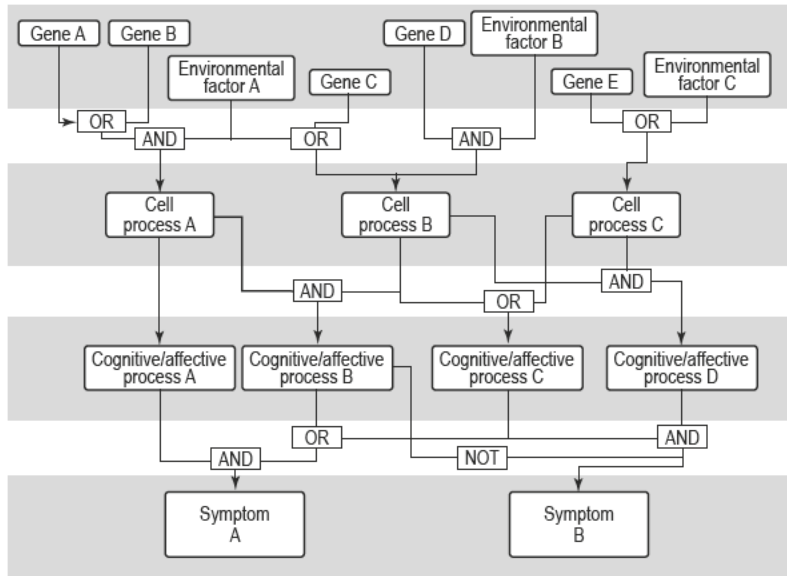 Gene A
Gene B
Environmental
factor A
Gene C
Gene D
Environmental
factor B
Gene E
Environmental
factor C
OR
AND
OR
AND
OR
Cell
process A
Cell
process B
Cell
process C
AND
OR
AND
Cognitive/affective
process A
Cognitive/affective
process B
Cognitive/affective
process C
Cognitive/affective
process D
AND
OR
NOT
AND
Symptom
A
Symptom
B